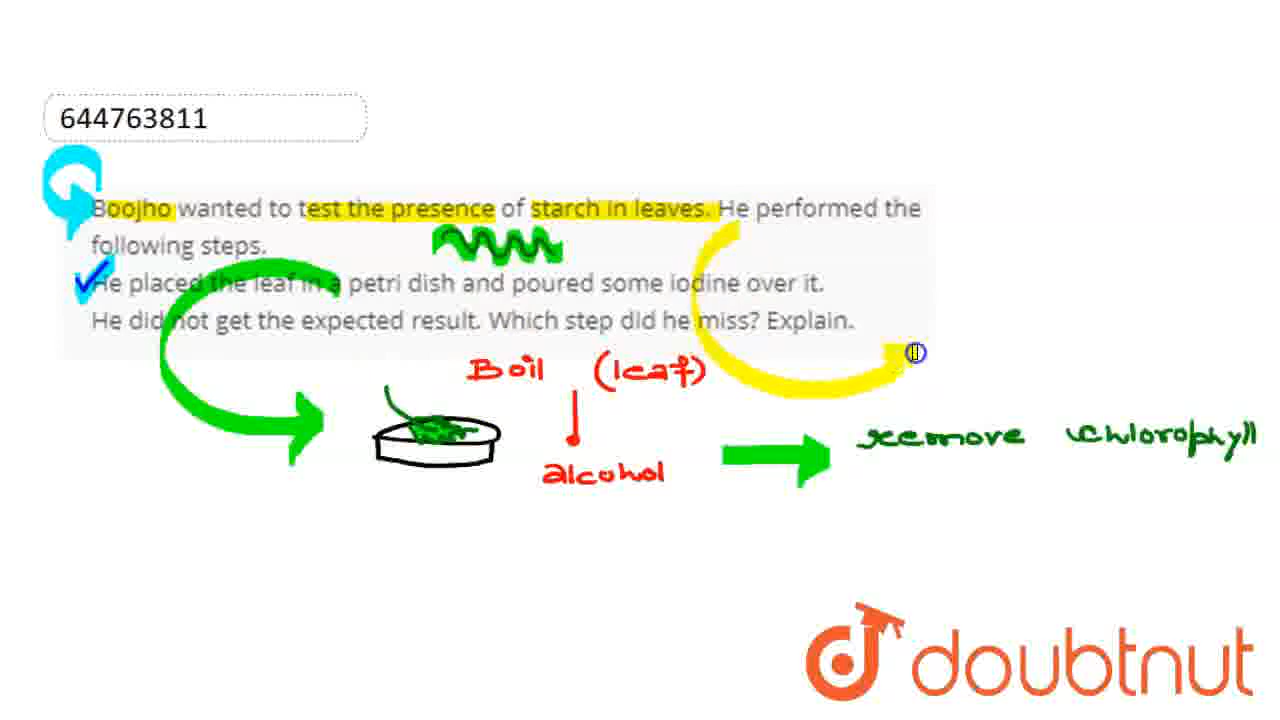 644763811
Boojho wanted to test the presence of starch in leaves. He performed the
following steps.
He placed the leaf in a petri dish and poured some iodine over it.
He did not get the expected result. Which step did he miss? Explain.
Boil (leaf)
alcohol
remove chlorophyll
doubtnut